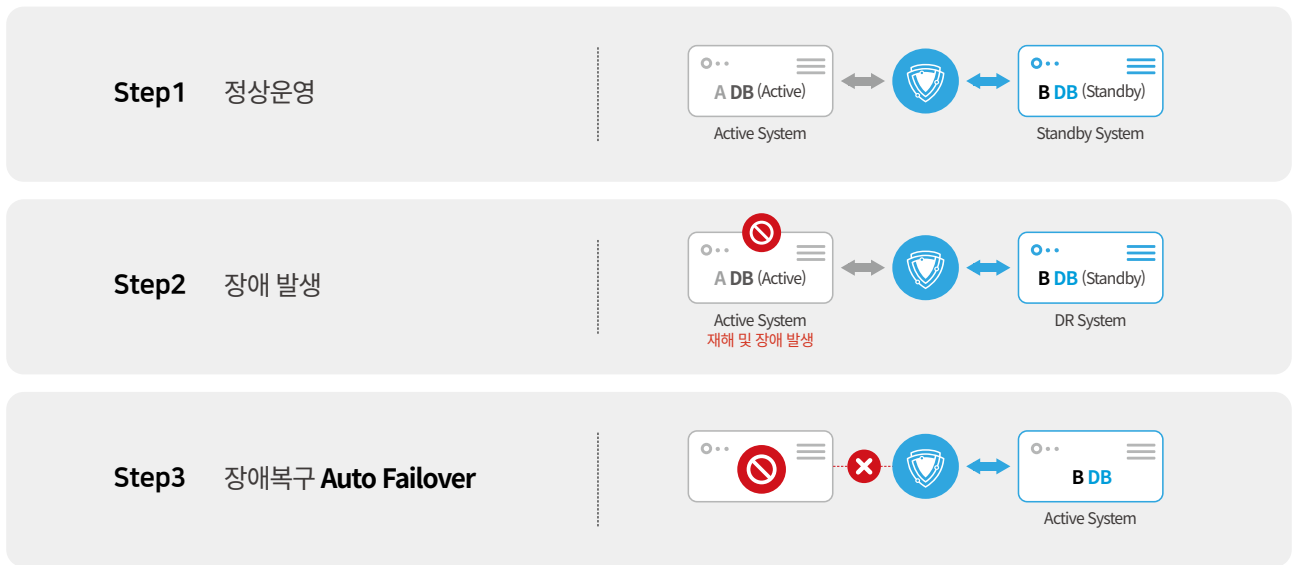 Step1 정상운영
A DB (Active)
B DB (Standby)
Active System
Standby System
Step2 장애 발생
A DB (Active)
B DB (Standby)
Active System
재해 및 장애 발생
DR System
Step3 장애복구 Auto Failover
B DB
Active System